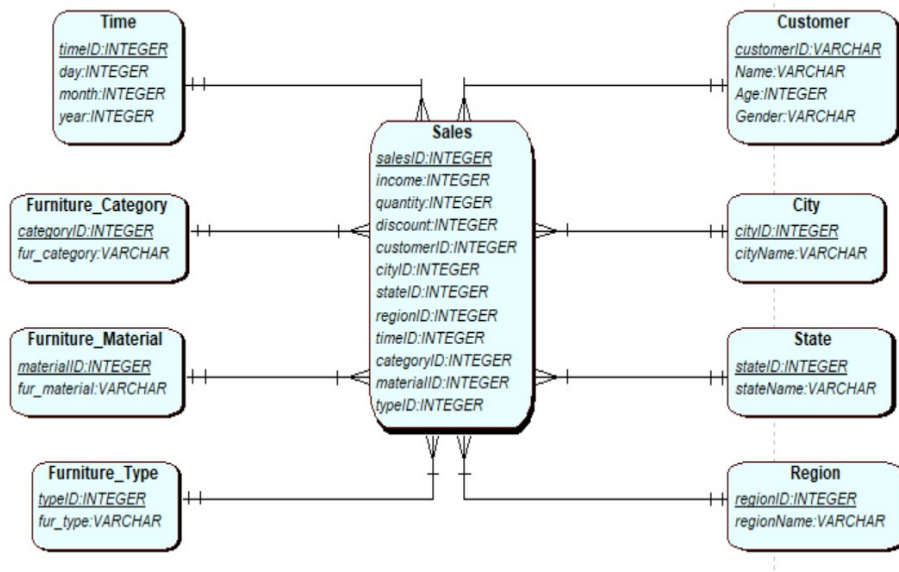 Time
timeID:INTEGER
day:INTEGER
month:INTEGER
year:INTEGER
Customer
customerID:VARCHAR
Name:VARCHAR
Age:INTEGER
Gender:VARCHAR
Sales
salesID:INTEGER
income:INTEGER
quantity:INTEGER
discount:INTEGER
customerID:INTEGER
cityID:INTEGER
stateID:INTEGER
regionID:INTEGER
timeID:INTEGER
categoryID:INTEGER
materialID:INTEGER
typeID:INTEGER
Furniture_Category
categoryID:INTEGER
fur_category:VARCHAR
City
cityID:INTEGER
cityName:VARCHAR
Furniture_Material
materialID:INTEGER
fur_material:VARCHAR
State
stateID:INTEGER
stateName:VARCHAR
Furniture_Type
typeID:INTEGER
fur_type:VARCHAR
Region
regionID:INTEGER
regionName:VARCHAR